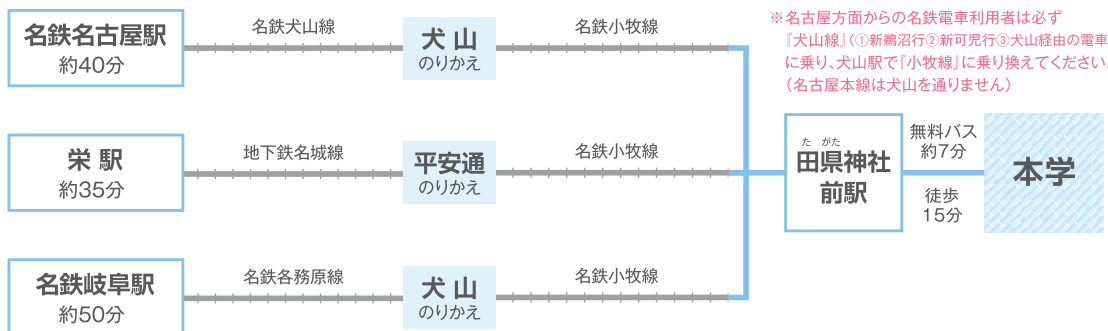 名鉄名古屋駅
約40分
名鉄犬山線
犬山
のりかえ
名鉄小牧線
※名古屋方面からの名鉄電車利用者は必ず
『犬山線』(①新鵜沼行②新可児行③犬山経由の電車
に乗り、犬山駅で『小牧線』に乗り換えてください。
(名古屋本線は犬山を通りません)
栄駅
約35分
地下鉄名城線
平安通
のりかえ
名鉄小牧線
た がた
田県神社
前駅
無料バス
約7分
徒歩
15分
本学
名鉄岐阜駅
約50分
名鉄各務原線
犬山
のりかえ
名鉄小牧線